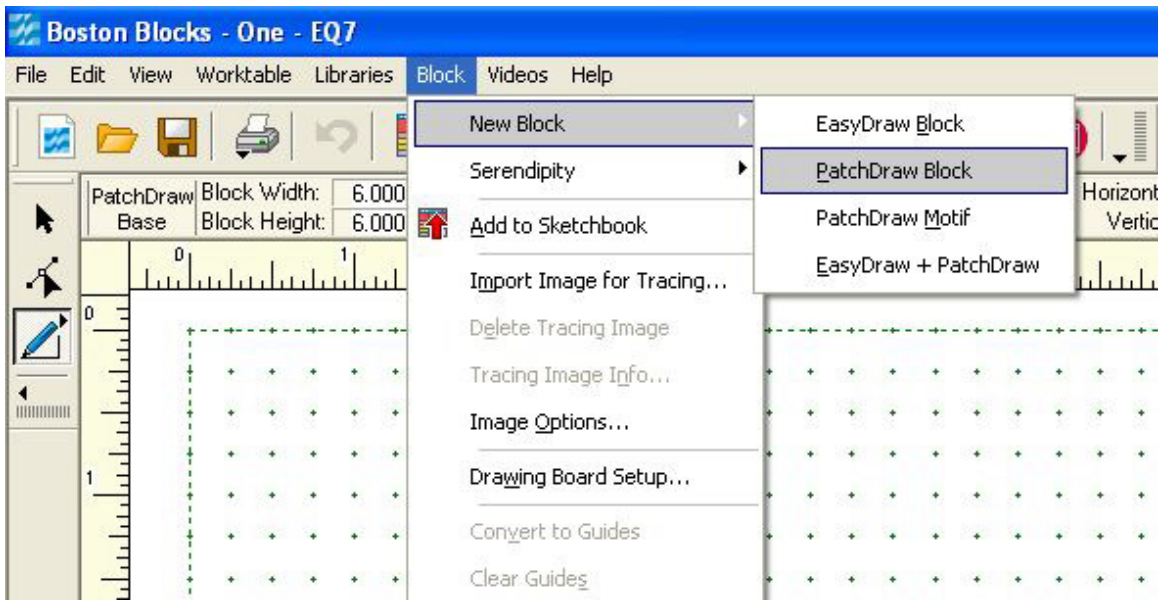 Boston Blocks - One - EQ7
File Edit View Worktable Libraries Block Videos Help
New Block
Serendipity
Add to Sketchbook
Import Image for Tracing...
Delete Tracing Image
Tracing Image Info...
Image Options...
Drawing Board Setup...
Convert to Guides
Clear Guides
EasyDraw Block
PatchDraw Block
PatchDraw Motif
EasyDraw + PatchDraw
PatchDraw Base
Block Width: 6.000
Block Height: 6.000
Horizont
Vertic
0 1
0
1